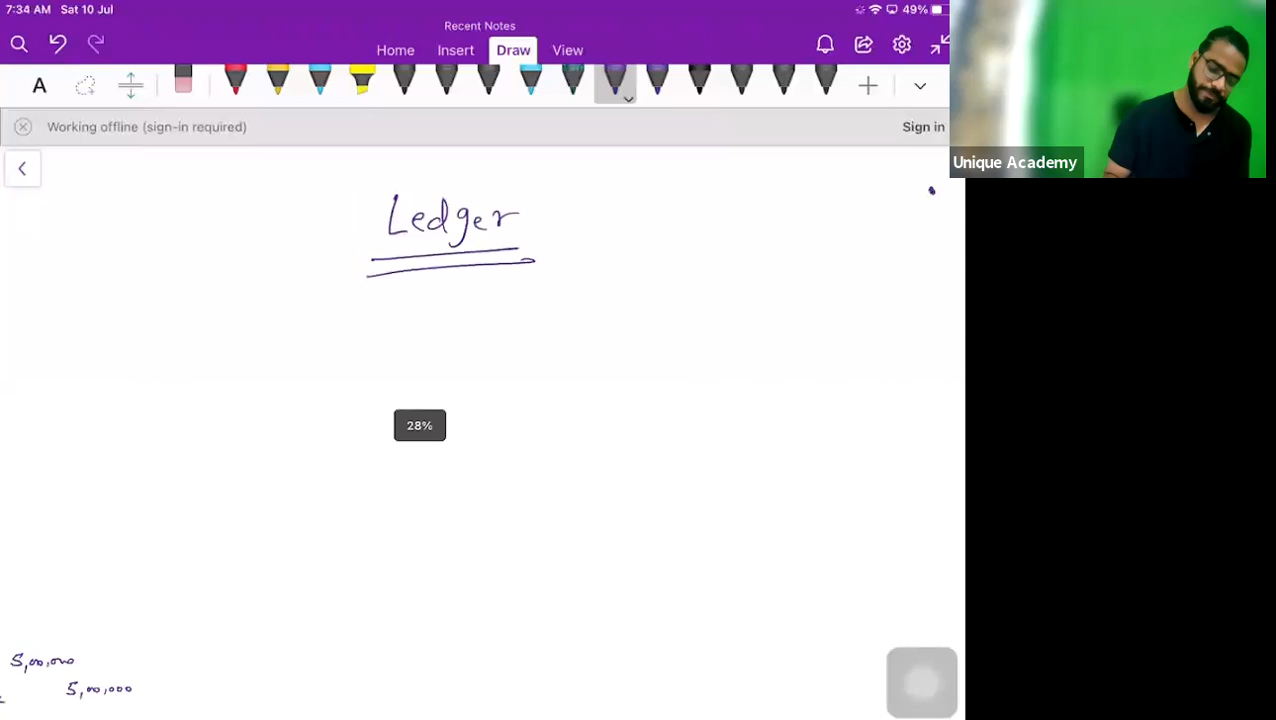 7:34 AM Sat 10 Jul
49%
Recent Notes
Home Insert Draw View
A
Working offline (sign-in required)
Sign in
Unique Academy
Ledger
28%
5,00,000
5,00,000